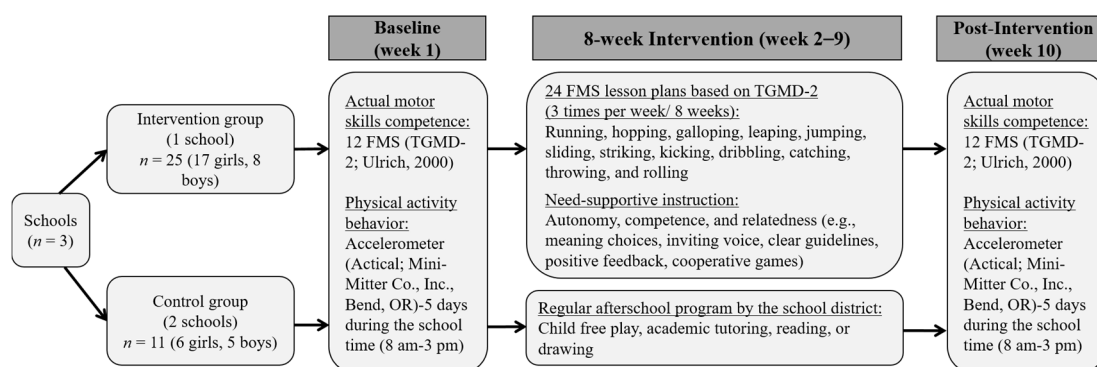 Baseline
(week 1)
8-week Intervention (week 2–9)
Post-Intervention
(week 10)
Schools
(n = 3)
Intervention group
(1 school)
n = 25 (17 girls, 8
boys)
Control group
(2 schools)
n = 11 (6 girls, 5 boys)
Actual motor
skills competence:
12 FMS (TGMD-
2; Ulrich, 2000)
Physical activity
behavior:
Accelerometer
(Actical; Mini-
Mitter Co., Inc.,
Bend, OR)-5 days
during the school
time (8 am-3 pm)
24 FMS lesson plans based on TGMD-2
(3 times per week/ 8 weeks):
Running, hopping, galloping, leaping, jumping,
sliding, striking, kicking, dribbling, catching,
throwing, and rolling
Need-supportive instruction:
Autonomy, competence, and relatedness (e.g.,
meaning choices, inviting voice, clear guidelines,
positive feedback, cooperative games)
Regular afterschool program by the school district:
Child free play, academic tutoring, reading, or
drawing
Actual motor
skills competence:
12 FMS (TGMD-
2; Ulrich, 2000)
Physical activity
behavior:
Accelerometer
(Actical; Mini-
Mitter Co., Inc.,
Bend, OR)-5 days
during the school
time (8 am-3 pm)